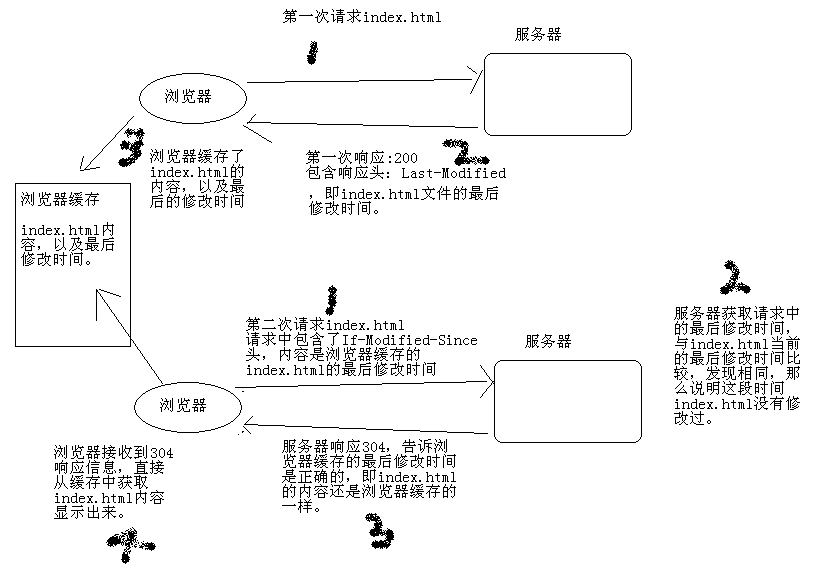 第一次请求index.html
1
服务器
浏览器
3
浏览器缓存了
index.html的
内容，以及最
后的修改时间
2
第一次响应:200
包含响应头：Last-Modified
，即index.html文件的最后
修改时间。
浏览器缓存
index.html内
容，以及最后
修改时间。
1
第二次请求index.html
请求中包含了If-Modified-Since
头，内容是浏览器缓存的
index.html的最后修改时间
服务器
2
服务器获取请求中
的最后修改时间，
与index.html当前
的最后修改时间比
较，发现相同，那
么说明这段时间
index.html没有修
改过。
浏览器
服务器响应304，告诉浏
览器缓存的最后修改时间
是正确的，即index.html
的内容还是浏览器缓存的
一样。
3
浏览器接收到304
响应信息，直接
从缓存中获取
index.html内容
显示出来。
4